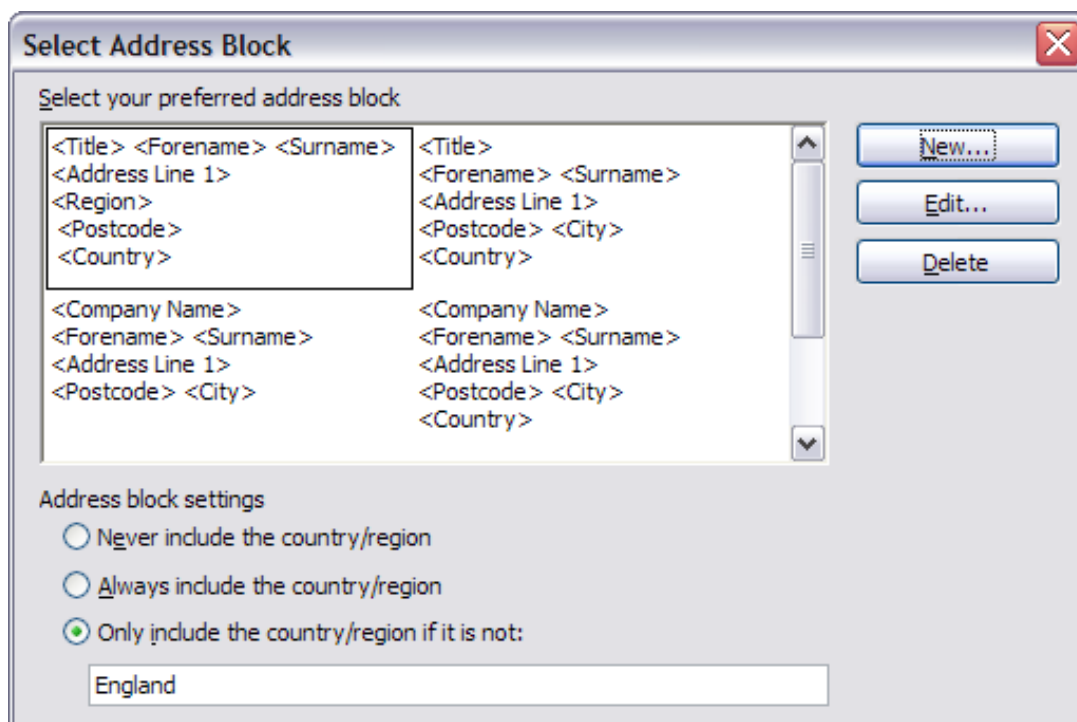 Select Address Block
Select your preferred address block
<Title> <Forename> <Surname>
<Address Line 1>
<Region>
<Postcode>
<Country>
<Title>
<Forename> <Surname>
<Address Line 1>
<Postcode> <City>
<Country>
<Company Name>
<Forename> <Surname>
<Address Line 1>
<Postcode> <City>
<Company Name>
<Forename> <Surname>
<Address Line 1>
<Postcode> <City>
<Country>
New...
Edit...
Delete
Address block settings
Never include the country/region
Always include the country/region
Only include the country/region if it is not:
England